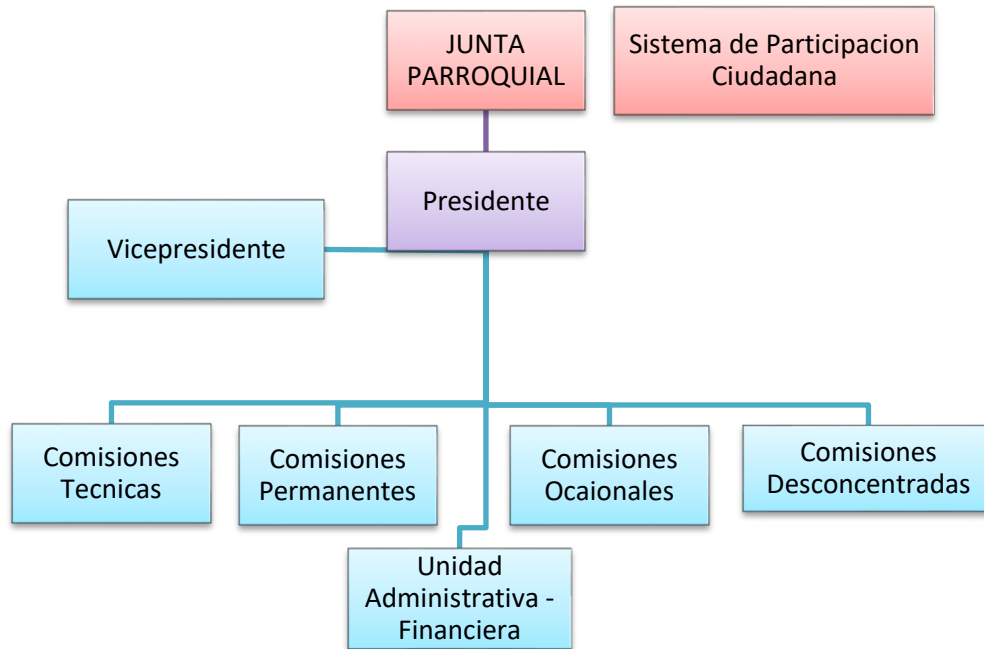 JUNTA
PARROQUIAL
Sistema de Participacion
Ciudadana
Presidente
Vicepresidente
Comisiones
Tecnicas
Comisiones
Permanentes
Comisiones
Ocaionales
Comisiones
Desconcentradas
Unidad
Administrativa -
Financiera